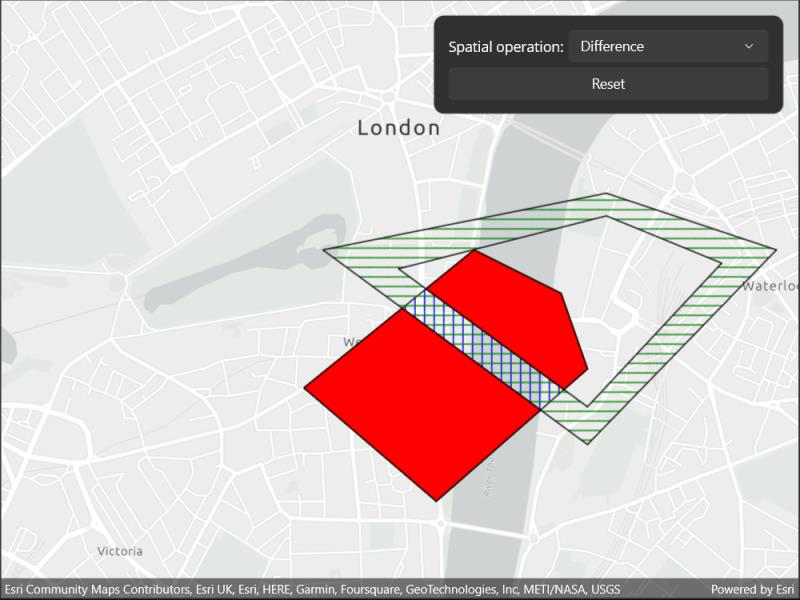 Spatial operation: Difference
Reset
London
Waterloo
We
Victoria
Esri Community Maps Contributors, Esri UK, Esri, HERE, Garmin, Foursquare, GeoTechnologies, Inc, METI/NASA, USGS
Powered by Esri